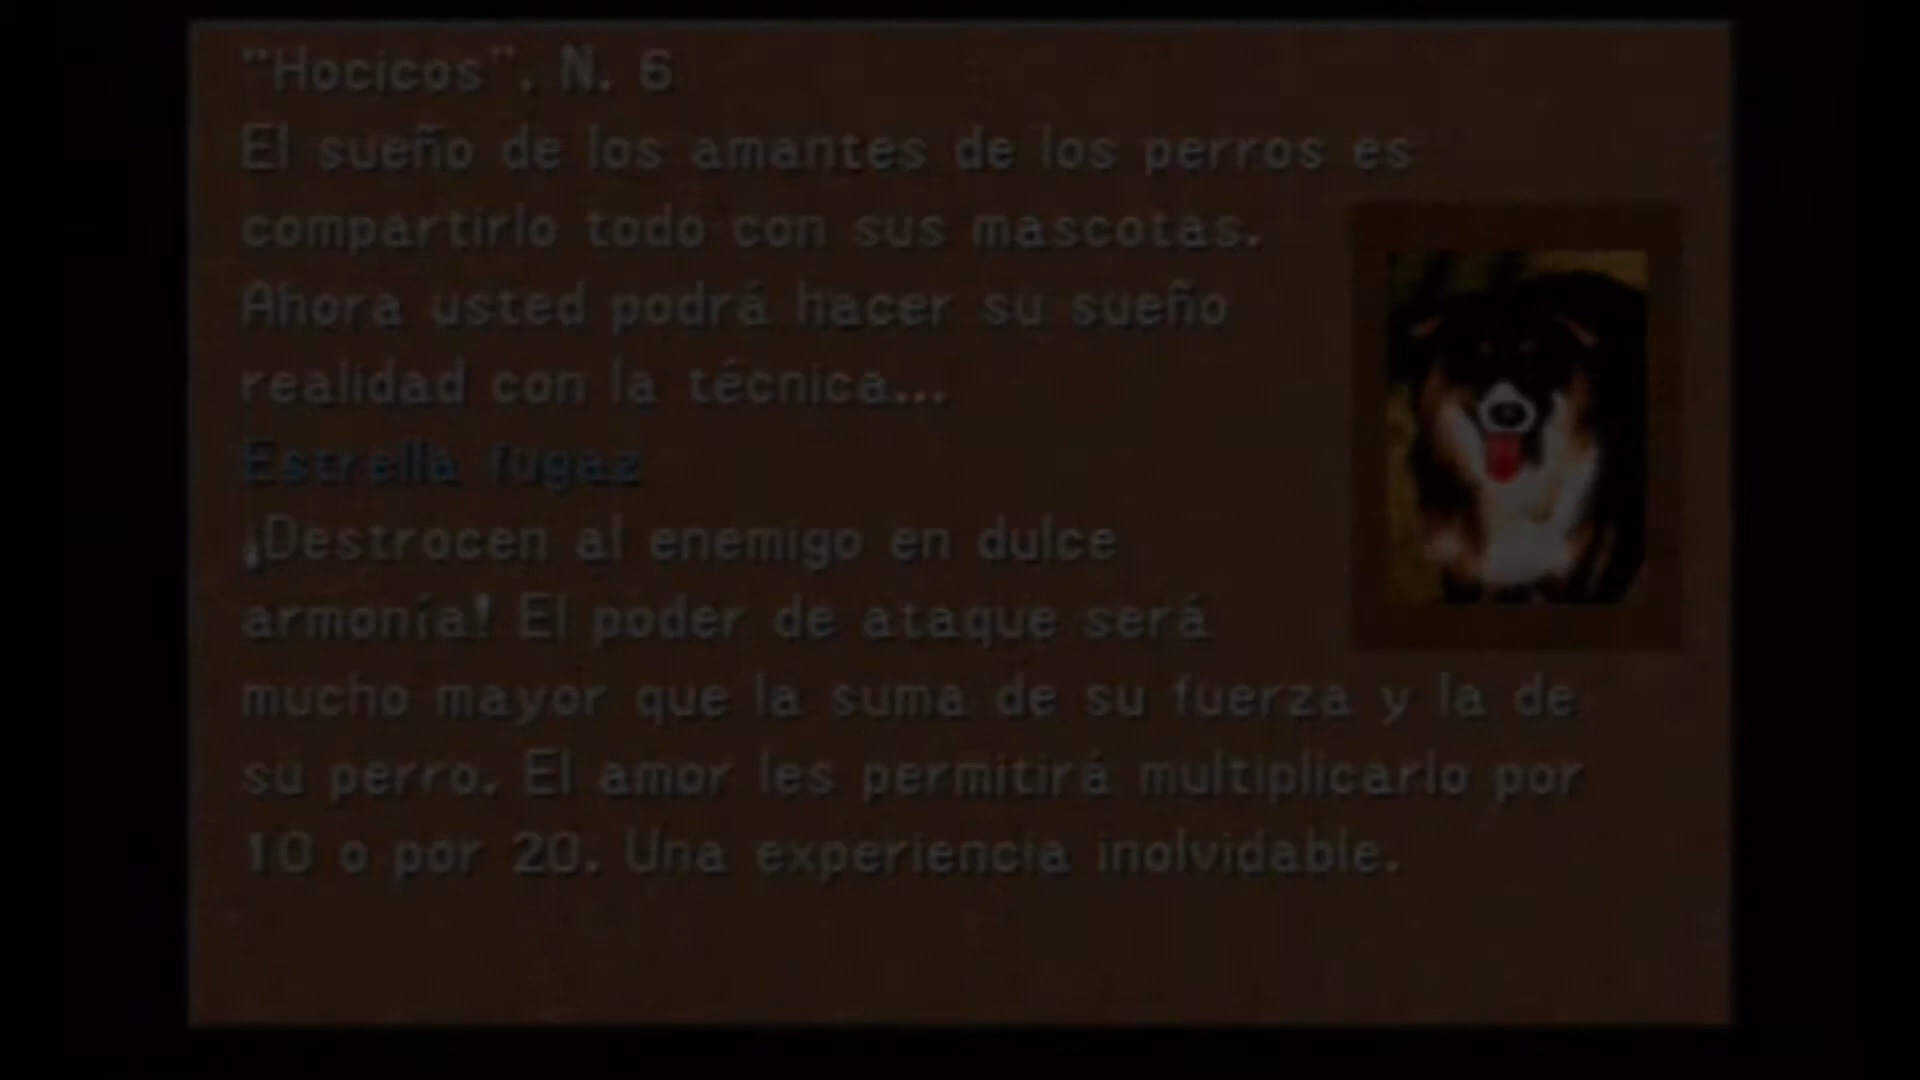 "Hocicos". N. 6
El sueño de los amantes de los perros es
compartirlo todo con sus mascotas.
Ahora usted podrá hacer su sueño
realidad con la técnica...
Estrella fugaz
¡Destrocen al enemigo en dulce
armonía! El poder de ataque será
mucho mayor que la suma de su fuerza y la de
su perro. El amor les permitirá multiplicarlo por
10 o por 20. Una experiencia inolvidable.